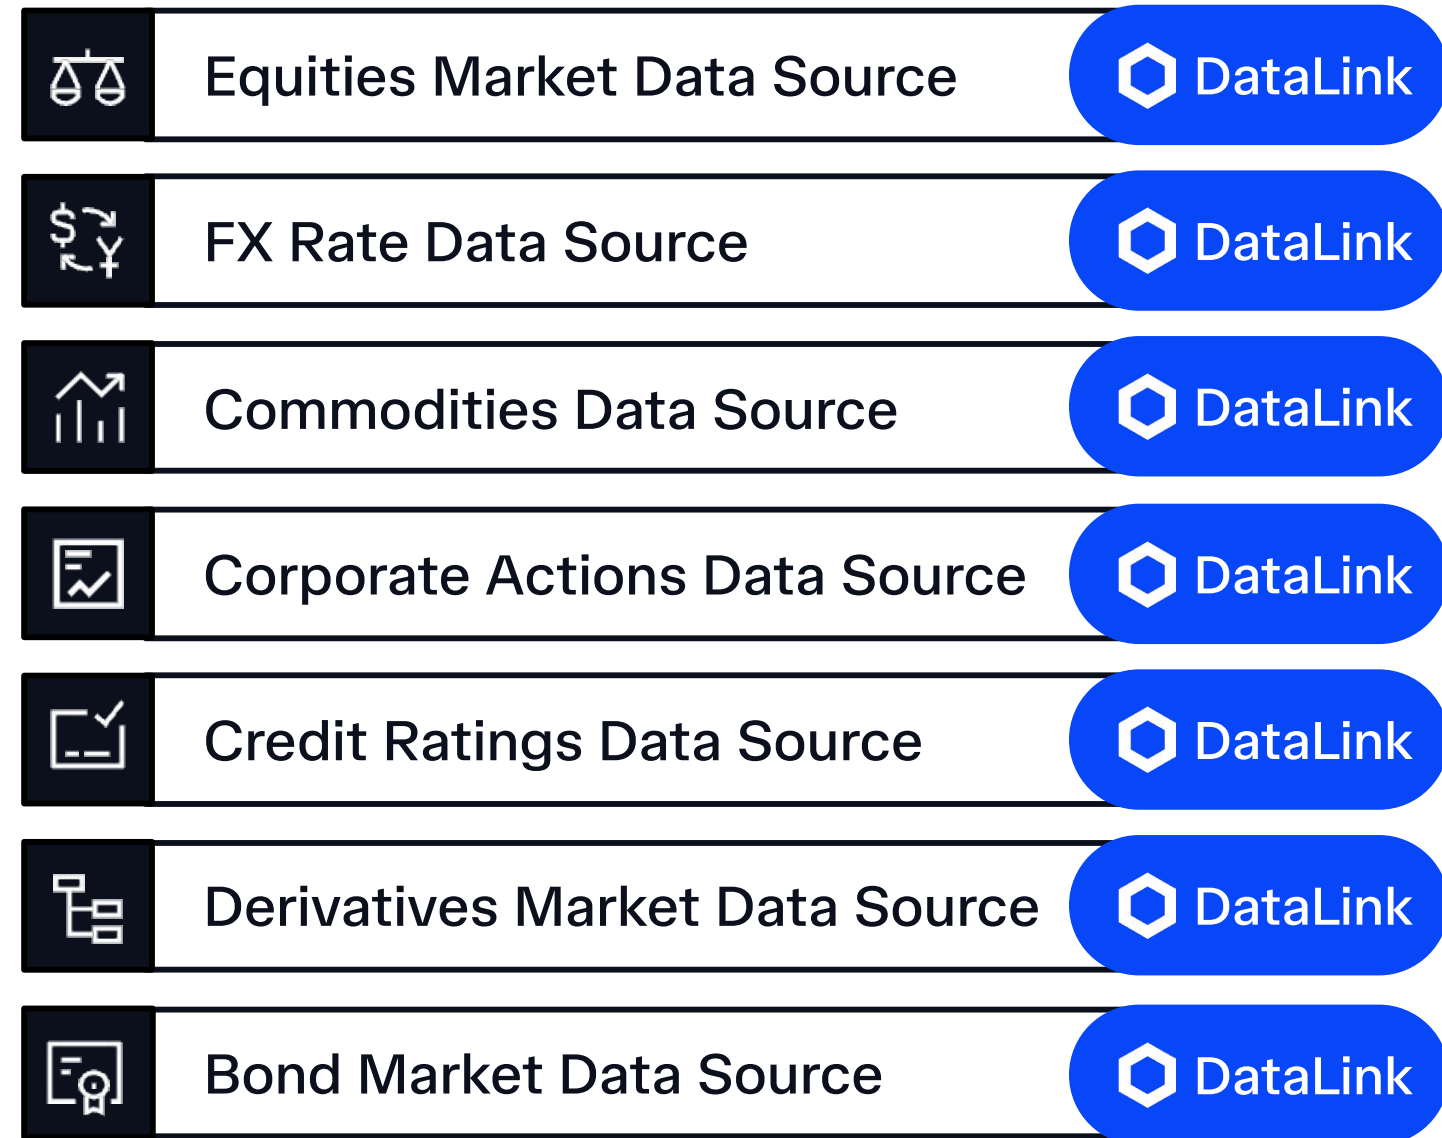 Equities Market Data Source DataLink
$ ¥ FX Rate Data Source DataLink
Commodities Data Source DataLink
Corporate Actions Data Source DataLink
Credit Ratings Data Source DataLink
Derivatives Market Data Source DataLink
Bond Market Data Source DataLink